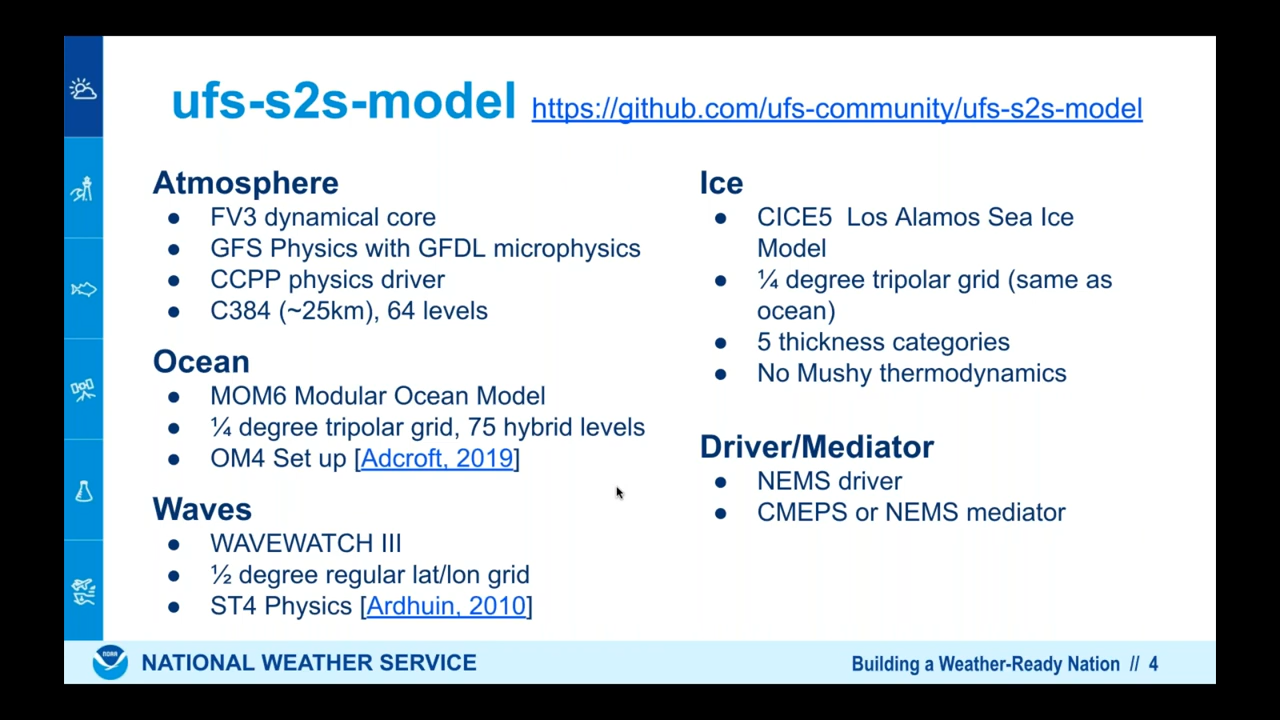 ufs-s2s-model https://github.com/ufs-community/ufs-s2s-model
Atmosphere
● FV3 dynamical core
● GFS Physics with GFDL microphysics
● CCPP physics driver
● C384 (~25km), 64 levels
Ocean
● MOM6 Modular Ocean Model
● ¼ degree tripolar grid, 75 hybrid levels
● OM4 Set up [Adcroft, 2019]
Waves
● WAVEWATCH III
● ½ degree regular lat/lon grid
● ST4 Physics [Ardhuin, 2010]
Ice
● CICE5 Los Alamos Sea Ice
Model
● ¼ degree tripolar grid (same as
ocean)
● 5 thickness categories
● No Mushy thermodynamics
Driver/Mediator
● NEMS driver
● CMEPS or NEMS mediator
NOAA
NATIONAL WEATHER SERVICE
Building a Weather-Ready Nation // 4